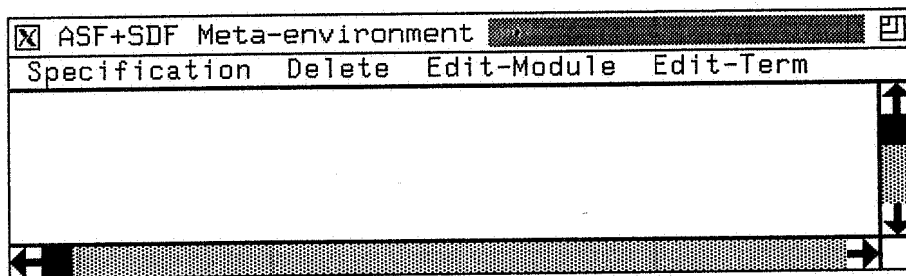 ASF+SDF Meta-environment
Specification Delete Edit-Module Edit-Term